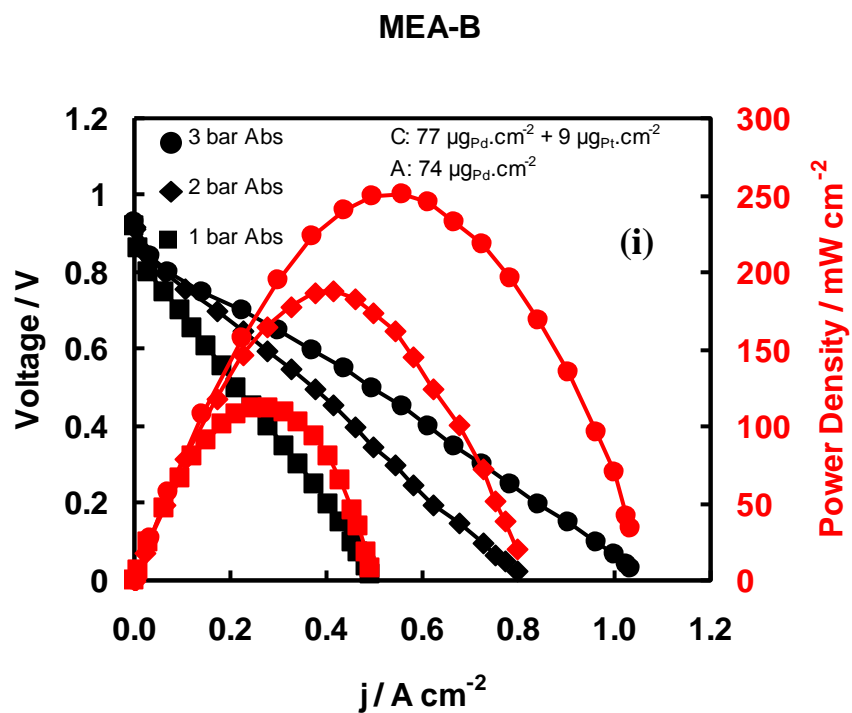 MEA-B
1.2
1
0.8
0.6
0.4
0.2
0
Voltage / V
3 bar Abs
2 bar Abs
1 bar Abs
C: 77 µgPd.cm-2 + 9 µgPt.cm-2
A: 74 µgPd.cm-2
(i)
300
250
200
150
100
50
0
Power Density / mW cm-2
0.0 0.2 0.4 0.6 0.8 1.0 1.2
j / A cm-2